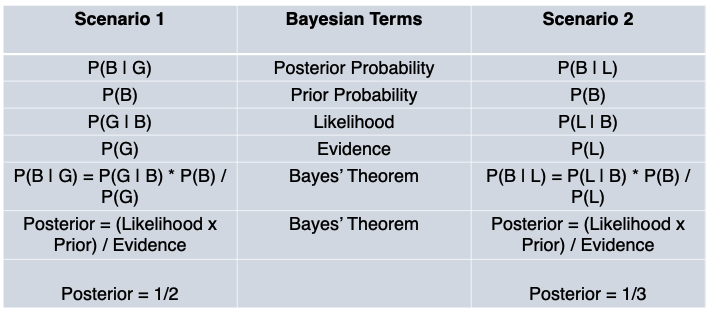 Scenario 1 Bayesian Terms Scenario 2
P(B | G) Posterior Probability P(B | L)
P(B) Prior Probability P(B)
P(G | B) Likelihood P(L | B)
P(G) Evidence P(L)
P(B | G) = P(G | B) * P(B) / Bayes’ Theorem P(B | L) = P(L | B) * P(B) /
P(G) P(L)
Posterior = (Likelihood x Bayes’ Theorem Posterior = (Likelihood x
Prior) / Evidence Prior) / Evidence
Posterior = 1/2 Posterior = 1/3